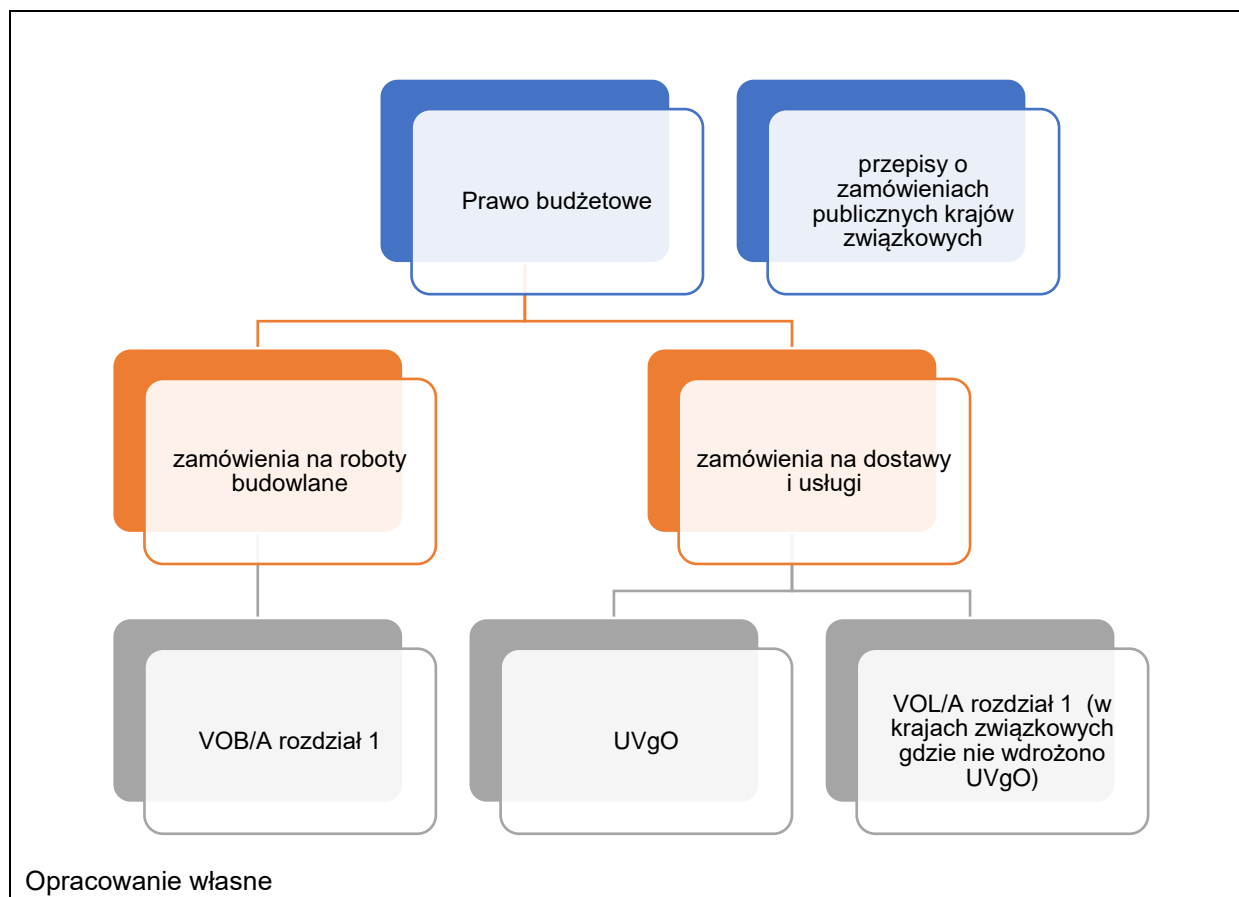 Prawo budżetowe
przepisy o
zamówieniach
publicznych krajów
związkowych
zamówienia na roboty
budowlane
zamówienia na dostawy
i usługi
VOB/A rozdział 1
UVgO
VOL/A rozdział 1 (w
krajach związkowych
gdzie nie wdrożono
UVgO)
Opracowanie własne